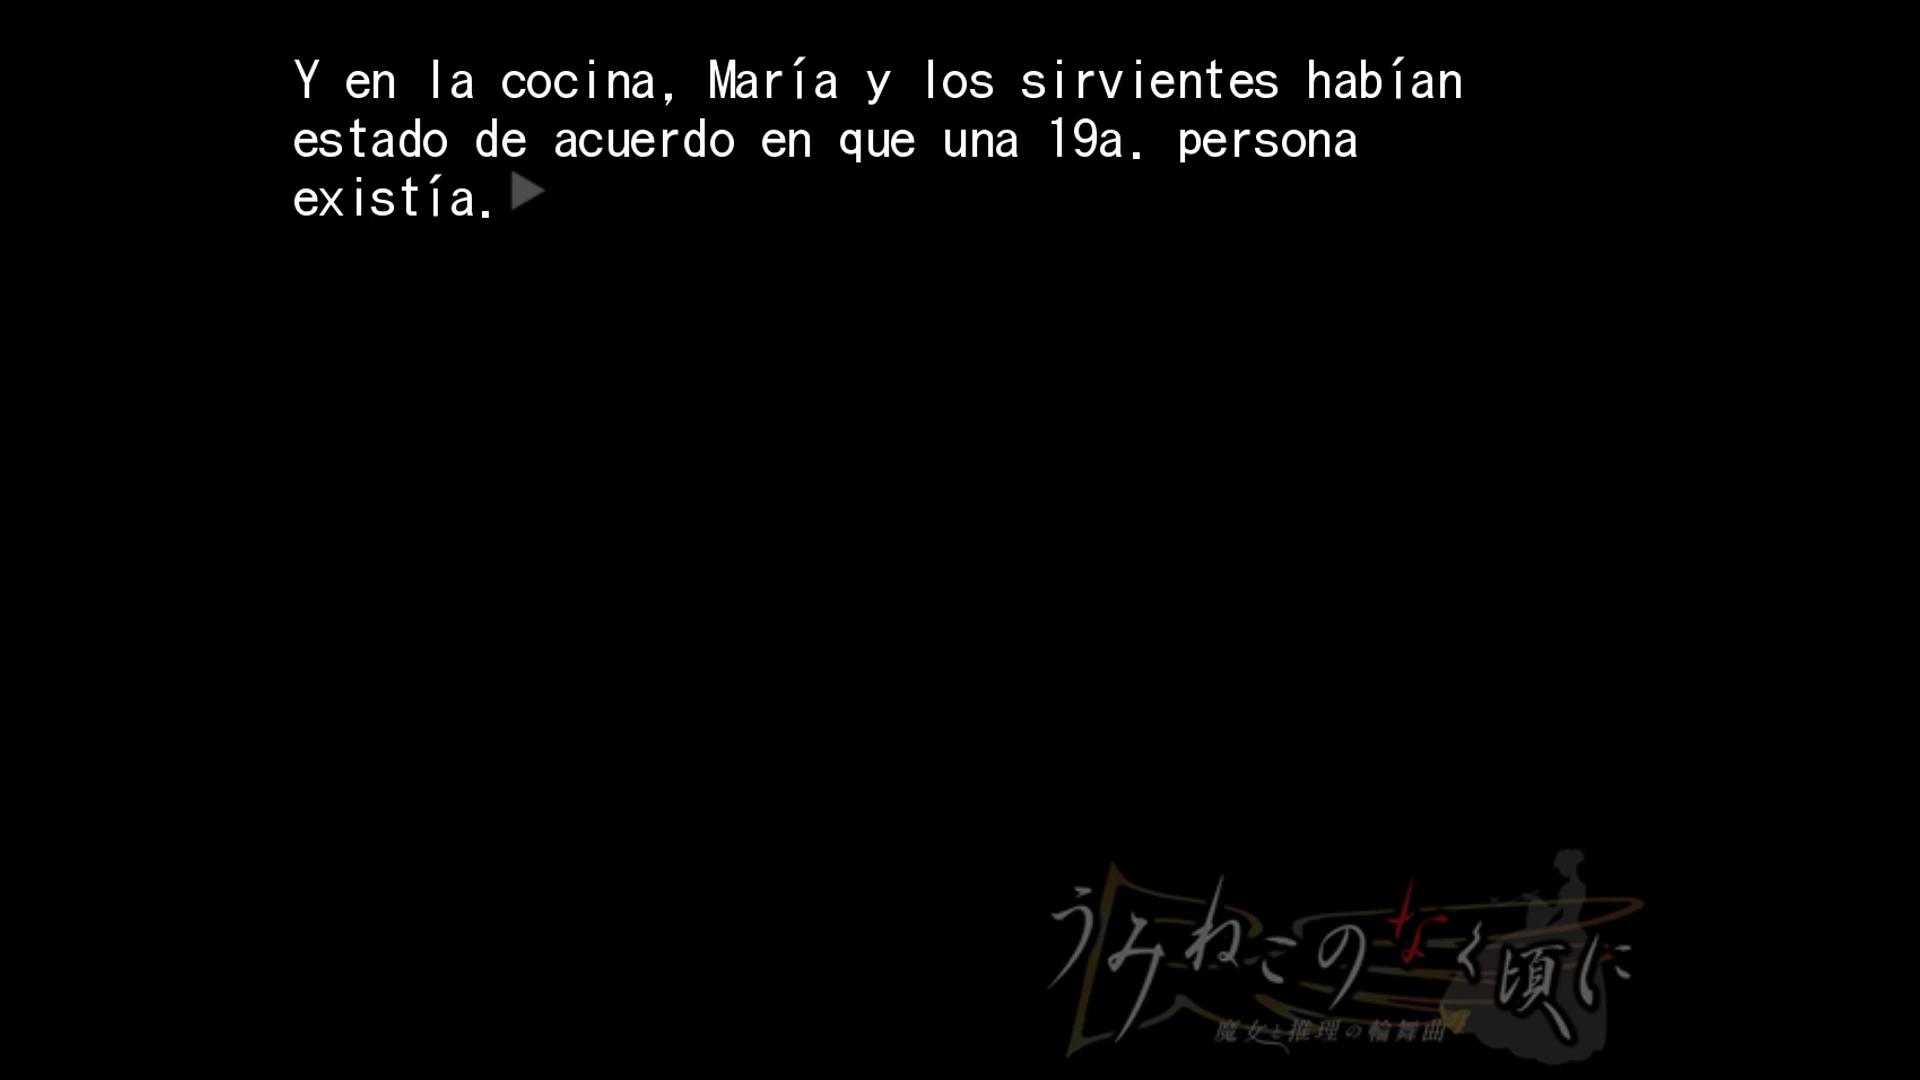 Y en la cocina, María y los sirvientes habían
estado de acuerdo en que una 19a. persona
existía.
うみねこのなく頃に
魔女と推理の輪舞曲